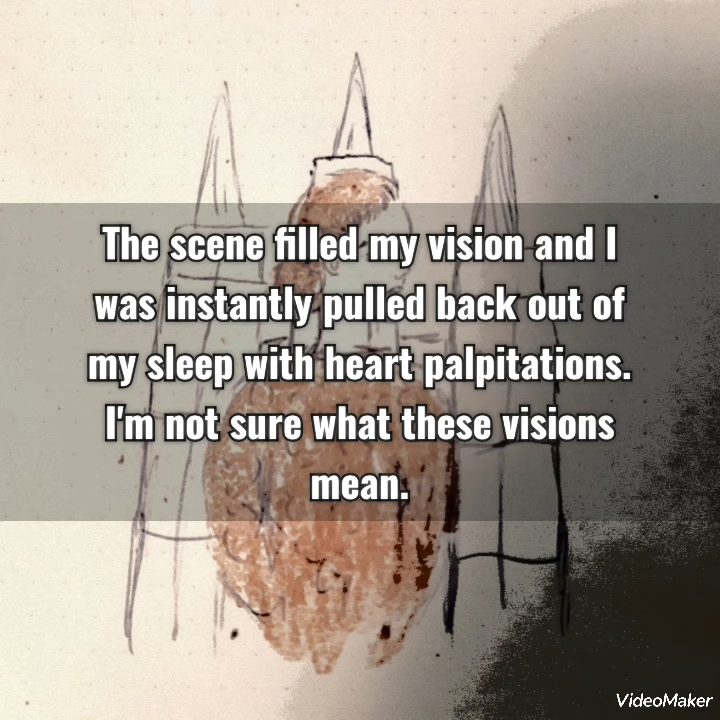 The scene filled my vision and I
was instantly pulled back out of
my sleep with heart palpitations.
I'm not sure what these visions
mean.
VideoMaker